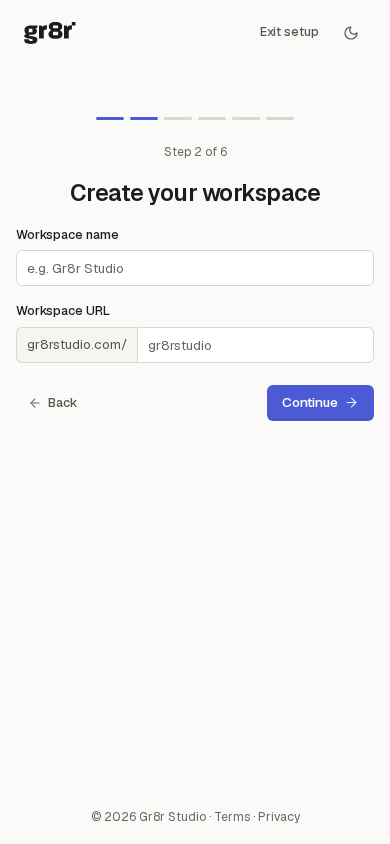 gr8r
Exit setup
Step 2 of 6
Create your workspace
Workspace name
e.g. Gr8r Studio
Workspace URL
gr8rstudio.com/ gr8rstudio
Back
Continue
© 2026 Gr8r Studio · Terms · Privacy